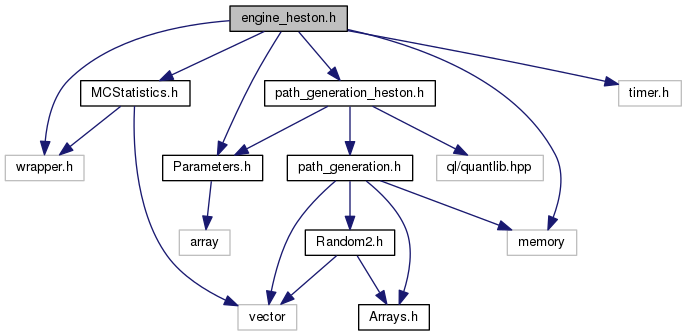 engine_heston.h
MCStatistics.h
path_generation_heston.h
timer.h
wrapper.h
Parameters.h
path_generation.h
ql/quantlib.hpp
array
Random2.h
memory
vector
Arrays.h